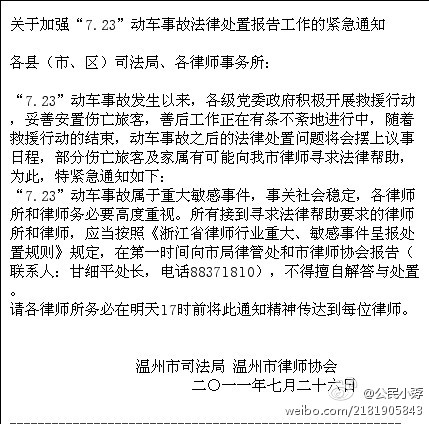 关于加强“7.23”动车事故法律处置报告工作的紧急通知
各县（市、区）司法局、各律师事务所：
“7.23”动车事故发生以来，各级党委政府积极开展救援行动
，妥善安置伤亡旅客，善后工作正在有条不紊地进行中，随着
救援行动的结束，动车事故之后的法律处置问题将会摆上议事
日程，部分伤亡旅客及家属有可能向我市律师寻求法律帮助，
为此，特紧急通知如下：
“7.23”动车事故属于重大敏感事件，事关社会稳定，各律师
所和律师务必要高度重视。所有接到寻求法律帮助要求的律师
所和律师，应当按照《浙江省律师行业重大、敏感事件呈报处
置规则》规定，在第一时间向市局律管处和市律师协会报告（
联系人：甘细平处长，电话88371810），不得擅自解答与处置
。
请各律师所务必在明天17时前将此通知精神传达到每位律师。
温州市司法局 温州市律师协会
二〇一一年七月二十六日
@公民小谆
weibo.com/2181905843